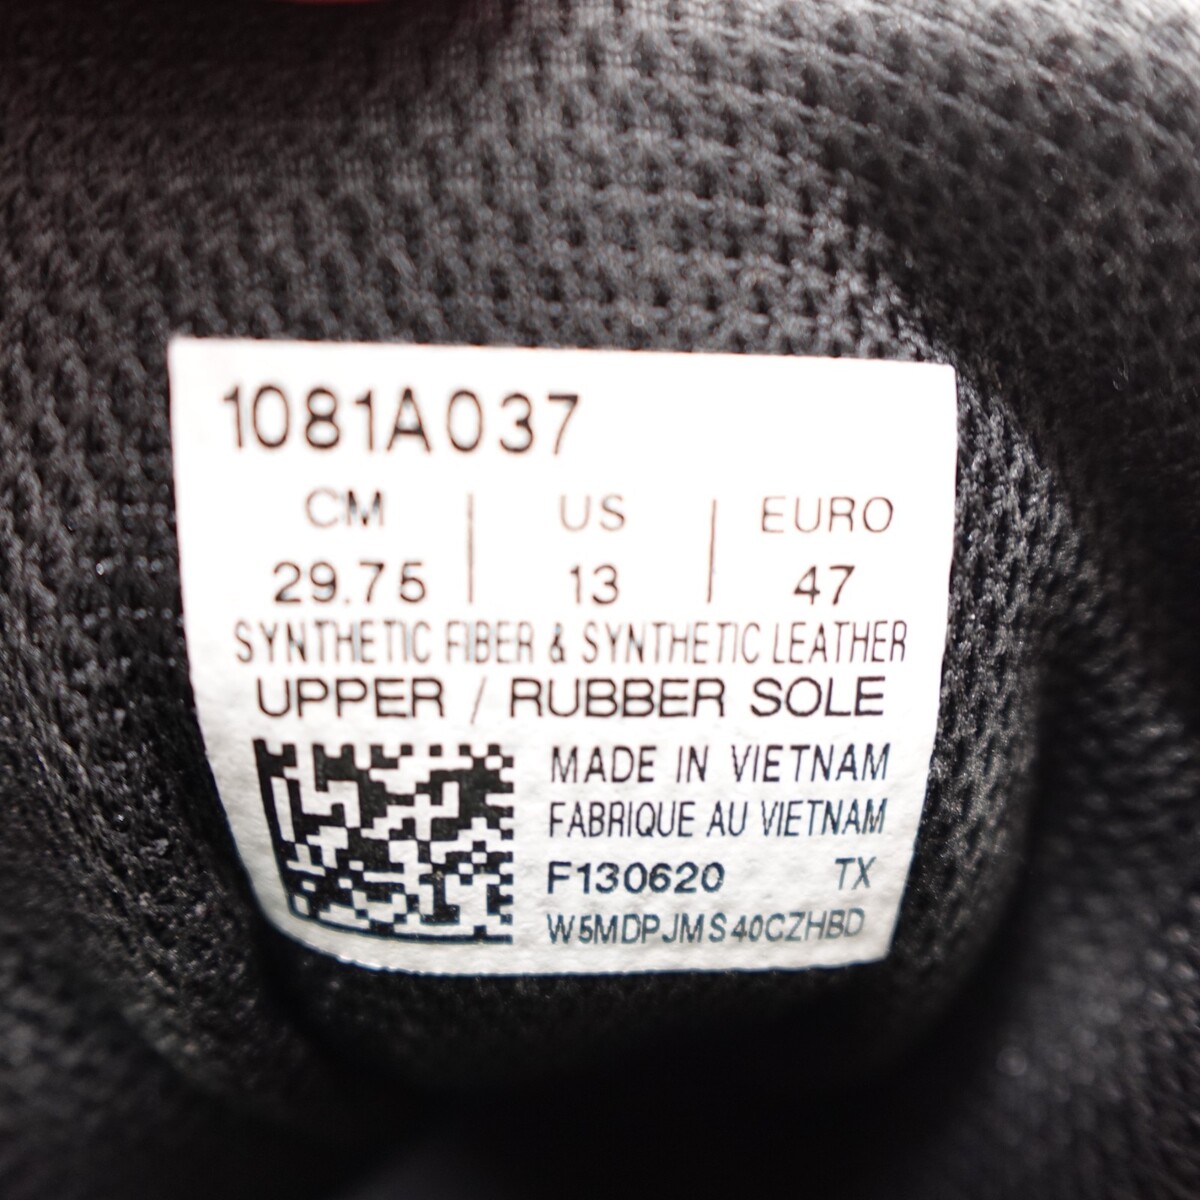 1081A037
CM | US | EURO
29.75 | 13 | 47
SYNTHETIC FIBER & SYNTHETIC LEATHER
UPPER / RUBBER SOLE
MADE IN VIETNAM
FABRIQUE AU VIETNAM
F130620 TX
W5MDPJMS40CZHBD